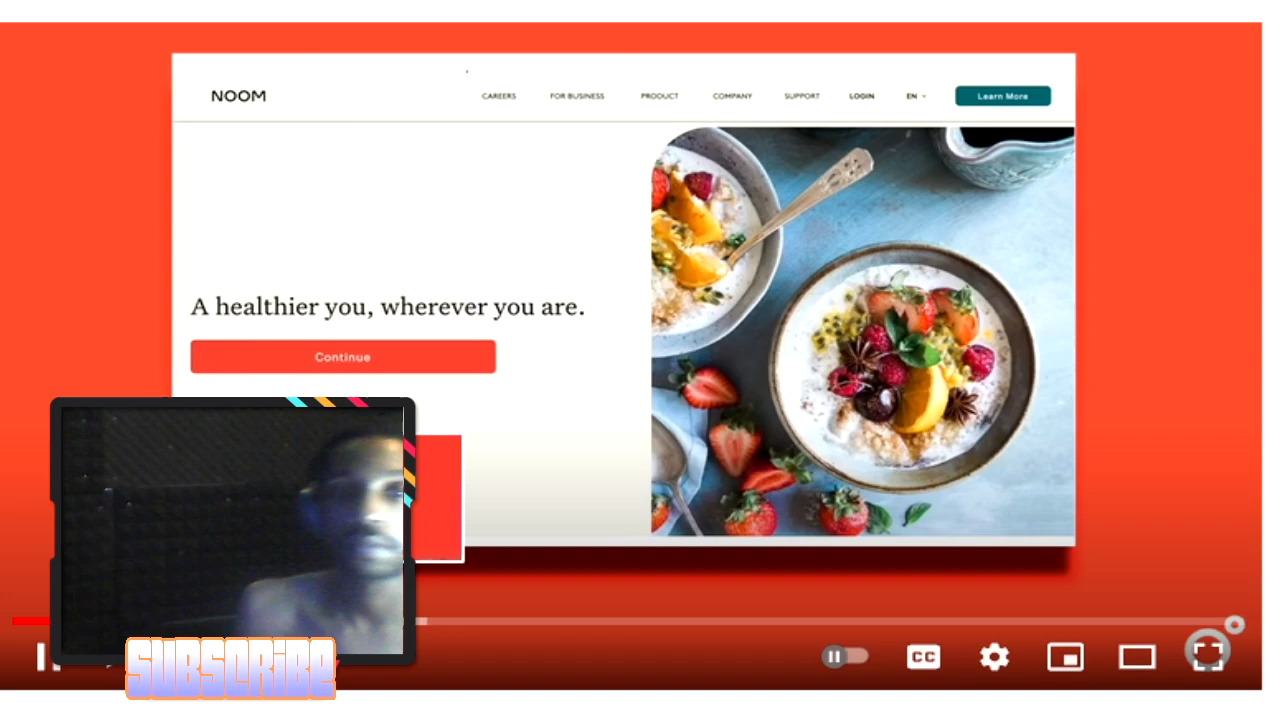 NOOM
CAREERS FOR BUSINESS PRODUCT COMPANY SUPPORT LOGIN EN Learn More
A healthier you, wherever you are.
Continue
CC
SUBSCRIBE